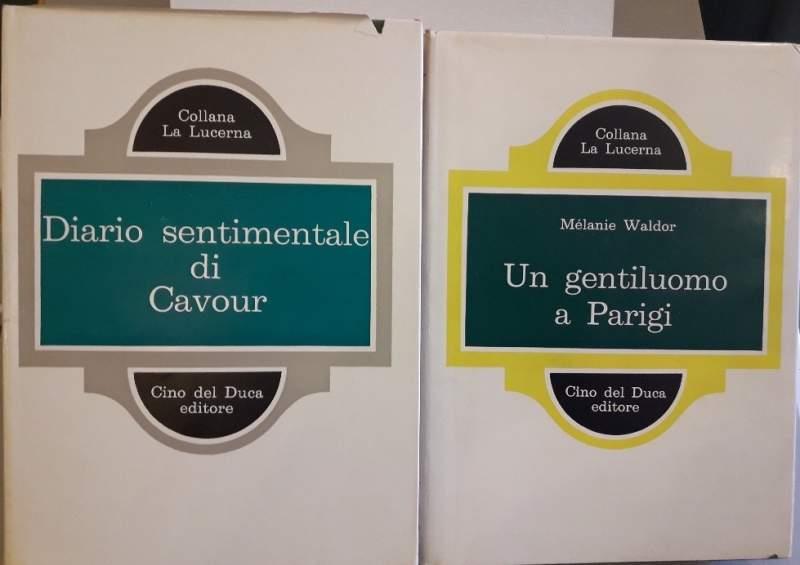 Collana
La Lucerna
Diario sentimentale
di
Cavour
Cino del Duca
editore
Collana
La Lucerna
Mélanie Waldor
Un gentiluomo
a Parigi
Cino del Duca
editore